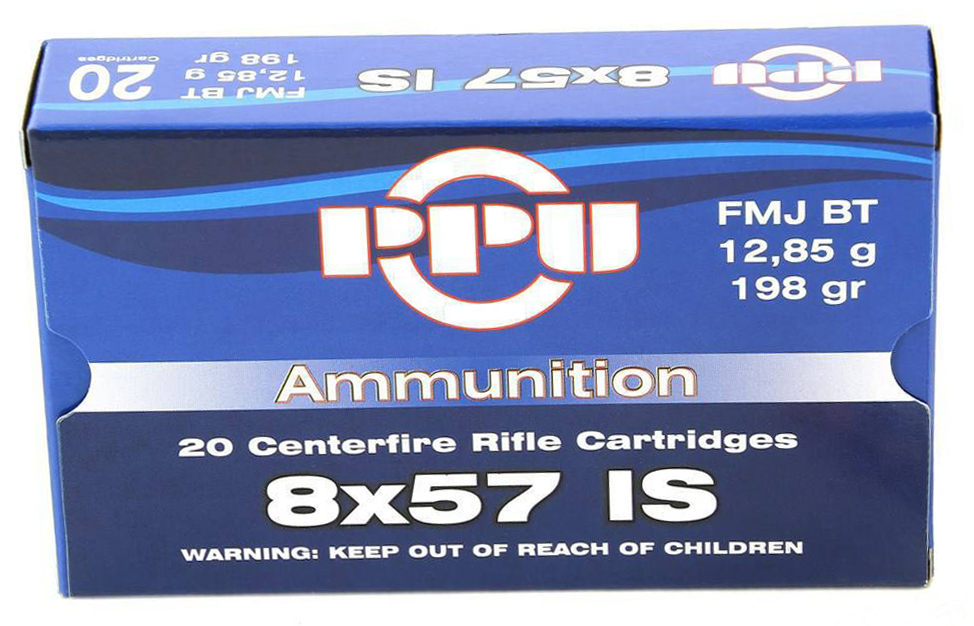 20
Cartridges
FMJ BT
12,85 g
198 gr
8x57 IS
PPU
PPU
FMJ BT
12,85 g
198 gr
Ammunition
20 Centerfire Rifle Cartridges
8x57 IS
WARNING: KEEP OUT OF REACH OF CHILDREN